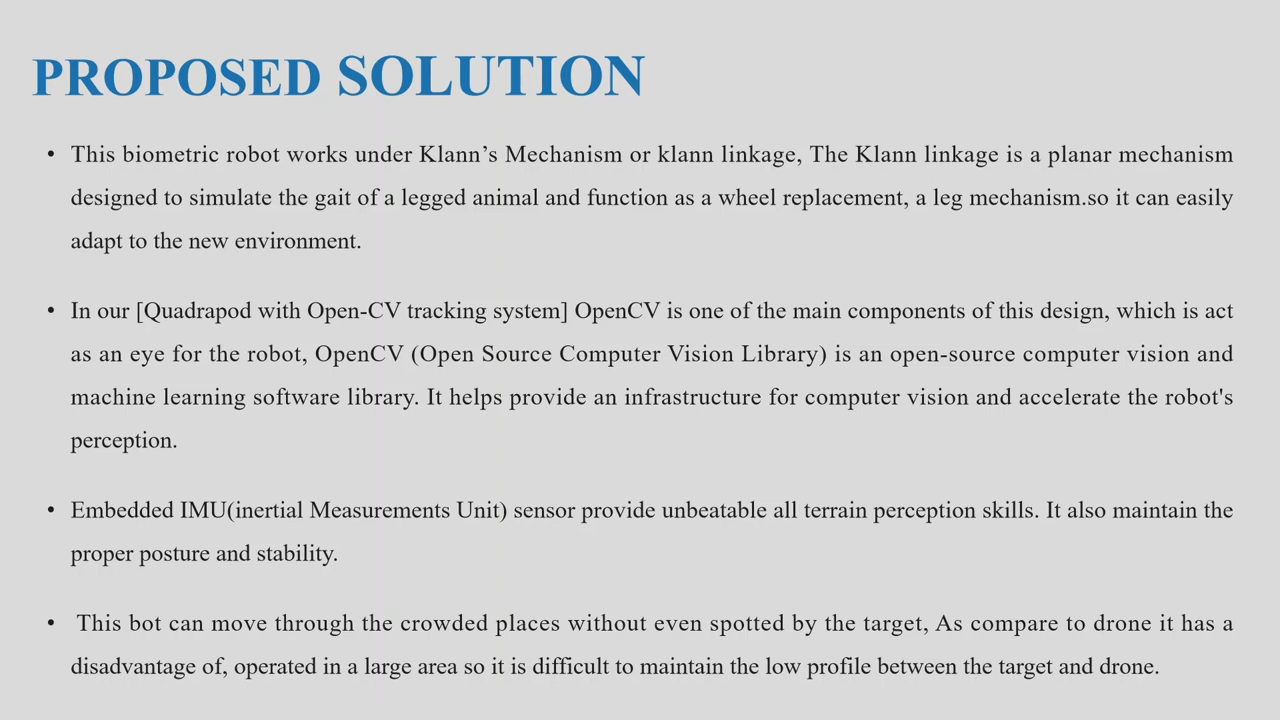 PROPOSED SOLUTION
• This biometric robot works under Klann’s Mechanism or klann linkage, The Klann linkage is a planar mechanism
designed to simulate the gait of a legged animal and function as a wheel replacement, a leg mechanism.so it can easily
adapt to the new environment.
• In our [Quadrapod with Open-CV tracking system] OpenCV is one of the main components of this design, which is act
as an eye for the robot, OpenCV (Open Source Computer Vision Library) is an open-source computer vision and
machine learning software library. It helps provide an infrastructure for computer vision and accelerate the robot's
perception.
• Embedded IMU(inertial Measurements Unit) sensor provide unbeatable all terrain perception skills. It also maintain the
proper posture and stability.
• This bot can move through the crowded places without even spotted by the target, As compare to drone it has a
disadvantage of, operated in a large area so it is difficult to maintain the low profile between the target and drone.